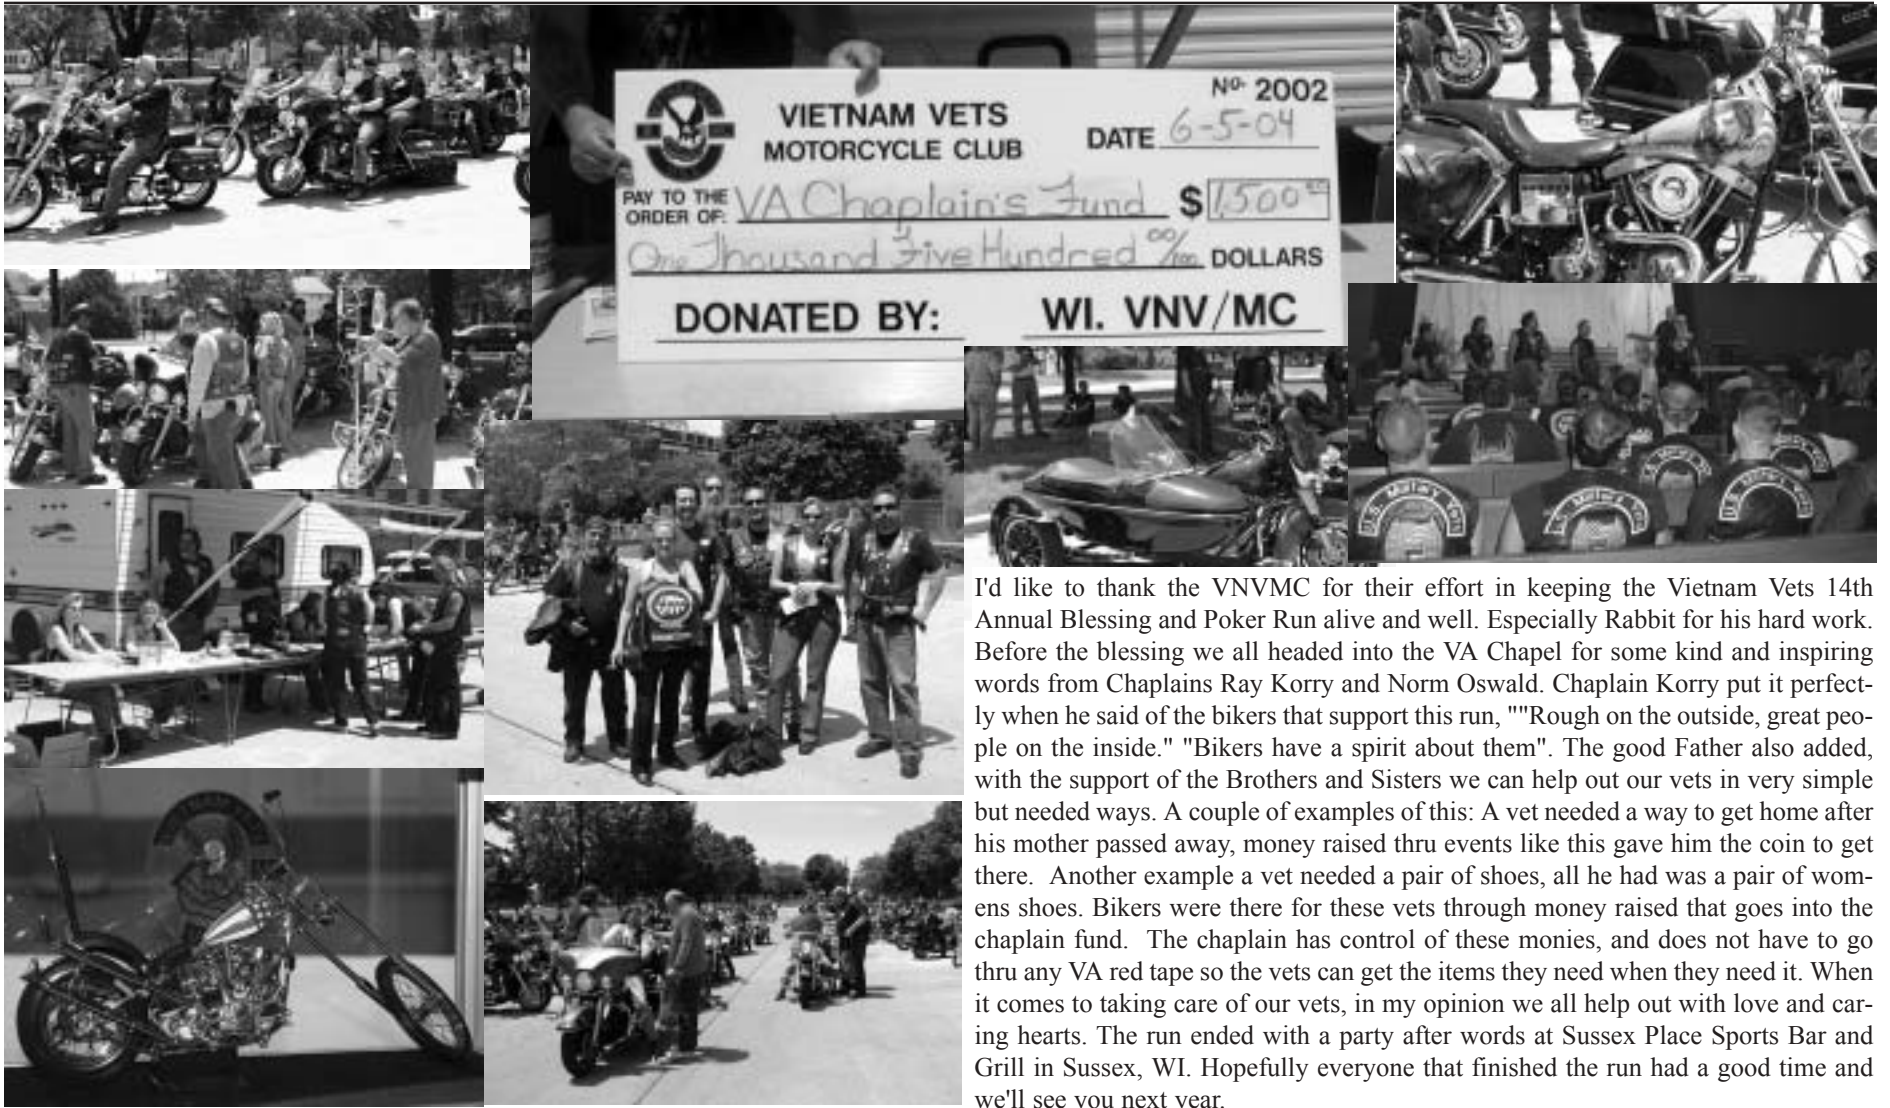 VIETNAM VETS
MOTORCYCLE CLUB
No. 2002
DATE 6-5-04
PAY TO THE
ORDER OF: VA Chaplain's Fund $ 1,500 00
One Thousand Five Hundred 00/100 DOLLARS
DONATED BY: WI. VNV/MC
U.S. Military Vets
U.S. Military Vets
U.S. Military Vets
I'd like to thank the VNVMC for their effort in keeping the Vietnam Vets 14th
Annual Blessing and Poker Run alive and well. Especially Rabbit for his hard work.
Before the blessing we all headed into the VA Chapel for some kind and inspiring
words from Chaplains Ray Korry and Norm Oswald. Chaplain Korry put it perfect-
ly when he said of the bikers that support this run, ""Rough on the outside, great peo-
ple on the inside." "Bikers have a spirit about them". The good Father also added,
with the support of the Brothers and Sisters we can help out our vets in very simple
but needed ways. A couple of examples of this: A vet needed a way to get home after
his mother passed away, money raised thru events like this gave him the coin to get
there.  Another example a vet needed a pair of shoes, all he had was a pair of wom-
ens shoes. Bikers were there for these vets through money raised that goes into the
chaplain fund.  The chaplain has control of these monies, and does not have to go
thru any VA red tape so the vets can get the items they need when they need it. When
it comes to taking care of our vets, in my opinion we all help out with love and car-
ing hearts. The run ended with a party after words at Sussex Place Sports Bar and
Grill in Sussex, WI. Hopefully everyone that finished the run had a good time and
we'll see you next year.